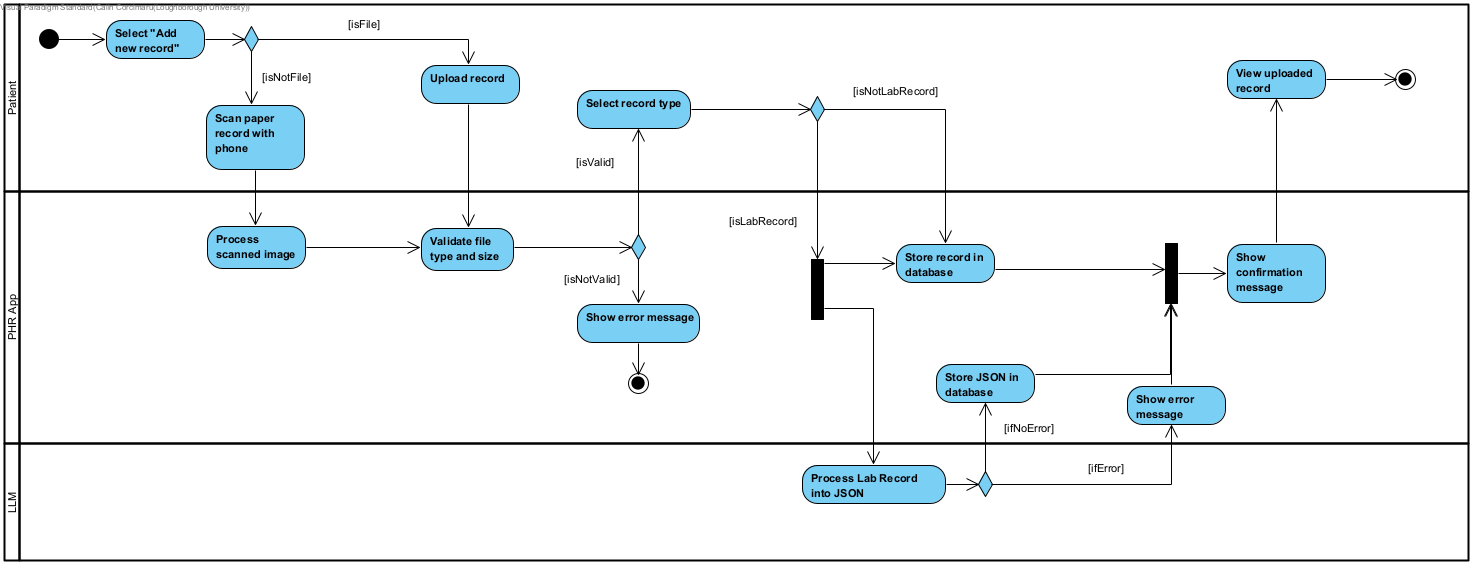 Visual Paradigm Standard(Calin Corcimaru(Loughborough University))
Patient
Select "Add
new record"
[isFile]
[isNotFile]
Upload record
Scan paper
record with
phone
Select record type
[isNotLabRecord]
View uploaded
record
[isValid]
PHR App
Process
scanned image
Validate file
type and size
[isLabRecord]
Store record in
database
Show
confirmation
message
[isNotValid]
Show error message
Store JSON in
database
Show error
message
[ifNoError]
LLM
Process Lab Record
into JSON
[ifError]